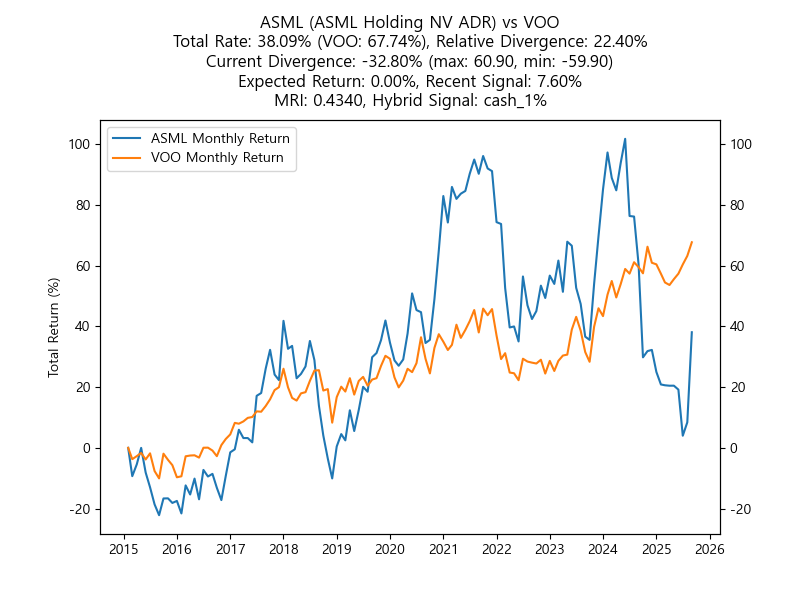 ASML (ASML Holding NV ADR) vs VOO
Total Rate: 38.09% (VOO: 67.74%), Relative Divergence: 22.40%
Current Divergence: -32.80% (max: 60.90, min: -59.90)
Expected Return: 0.00%, Recent Signal: 7.60%
MRI: 0.4340, Hybrid Signal: cash_1%
ASML Monthly Return
VOO Monthly Return
Total Return (%)
100
80
60
40
20
0
-20
100
80
60
40
20
0
-20
2015 2016 2017 2018 2019 2020 2021 2022 2023 2024 2025 2026